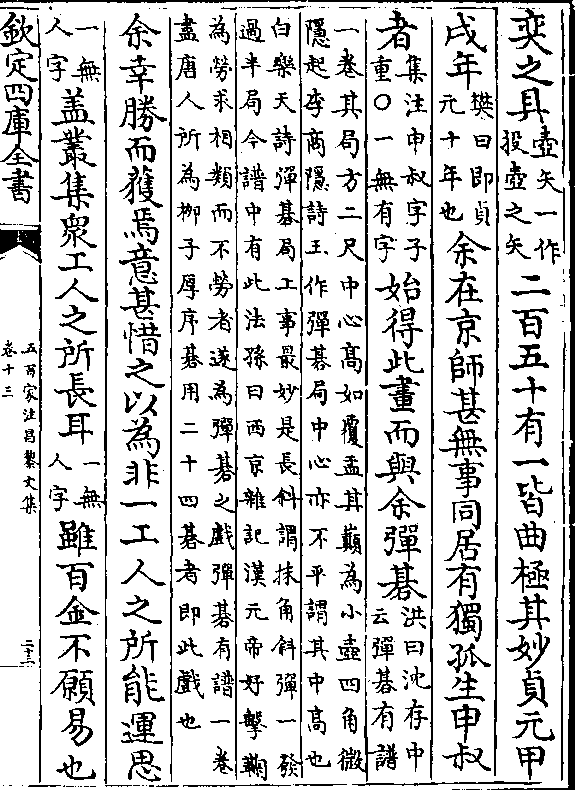 奕之具壺矢一作投壺之矢二百五十有一皆曲極其妙貞元甲
戌年樊曰即貞元十年也余在京師甚無事同居有獨孤生申叔
者集注申叔字子重○一無有字始得此畫而與余彈碁洪曰沈存中云彈碁有譜
一卷其局方二尺中心髙如覆盂其巔為小壺四角微
隱起李商隱詩玉作彈碁局中心亦不平謂其中髙也
白樂天詩彈碁局工事最妙是長斜謂抹角斜彈一發
過半局今譜中有此法孫曰西京雜記漢元帝好擊鞠
為勞求相類而不勞者遂為彈碁之戲彈碁有譜一卷
盡唐人所為栁子厚序碁用二十四碁者即此戲也
余幸勝而獲焉意甚惜之以為非一工人之所能運思
一無人字盖叢集衆工人之所長耳一無人字雖百金不願易也
欽定四庫全書
五百家注昌黎文集
卷十三
二十三